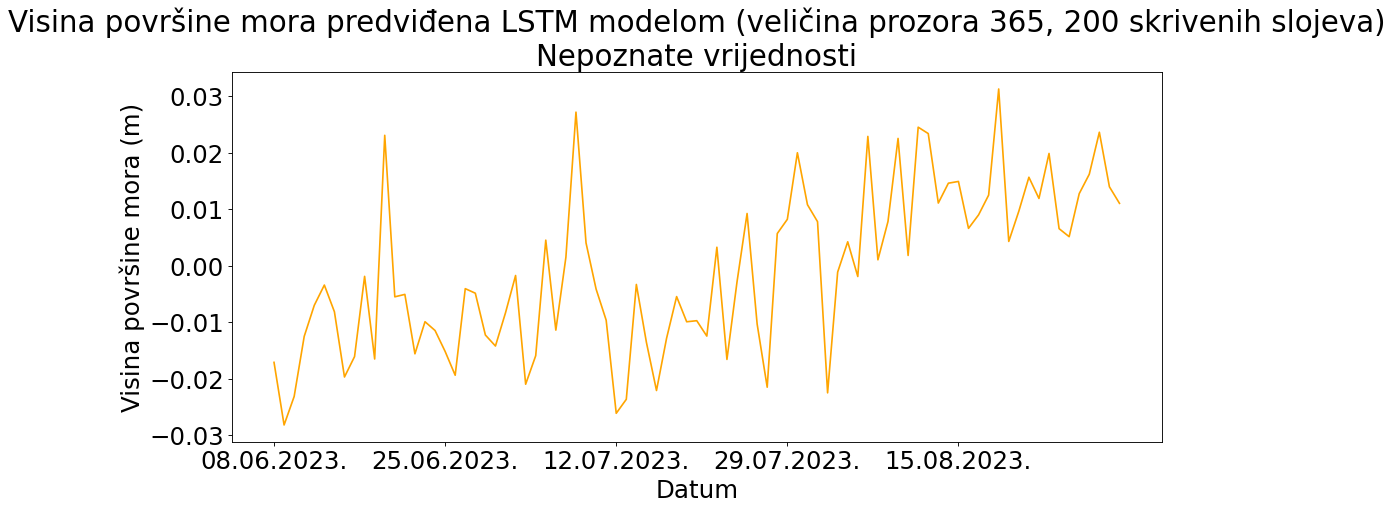 Visina površine mora predviđena LSTM modelom (veličina prozora 365, 200 skrivenih slojeva)
Nepoznate vrijednosti
Visina površine mora (m)
0.03
0.02
0.01
0.00
−0.01
−0.02
−0.03
08.06.2023. 25.06.2023. 12.07.2023. 29.07.2023. 15.08.2023.
Datum